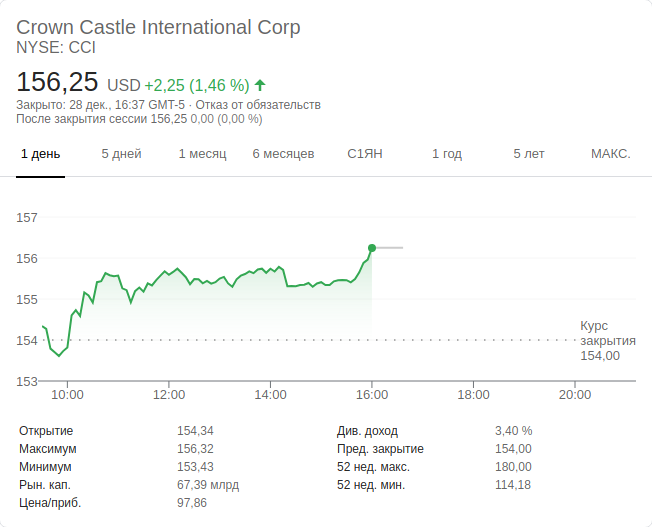 Crown Castle International Corp
NYSE: CCI
156,25 USD +2,25 (1,46 %)
Закрыто: 28 дек., 16:37 GMT-5 · Отказ от обязательств
После закрытия сессии 156,25 0,00 (0,00 %)
1 день 5 дней 1 месяц 6 месяцев С1ЯН 1 год 5 лет МАКС.
157
156
155
154
153
Курс
закрытия
154,00
10:00 12:00 14:00 16:00 18:00 20:00
Открытие 154,34 Див. доход 3,40 %
Максимум 156,32 Пред. закрытие 154,00
Минимум 153,43 52 нед. макс. 180,00
Рын. кап. 67,39 млрд 52 нед. мин. 114,18
Цена/приб. 97,86